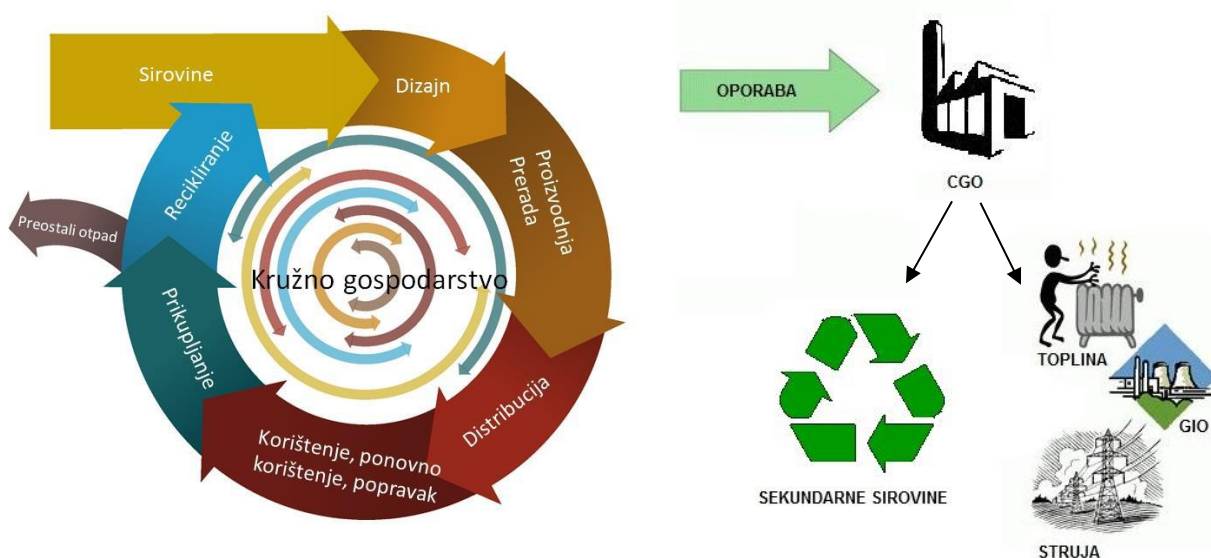 Sirovine
Dizajn
Proizvodnja
Prerada
Distribucija
Korištenje, ponovno
korištenje, popravak
Prikupljanje
Recikliranje
Preostali otpad
Kružno gospodarstvo
OPORABA
CGO
SEKUNDARNE SIROVINE
TOPLINA
GIO
STRUJA